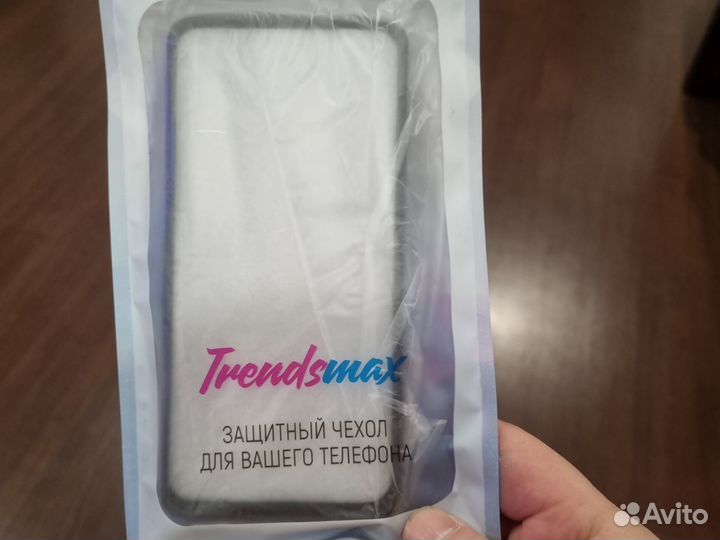 Trendsmax
ЗАЩИТНЫЙ ЧЕХОЛ
ДЛЯ ВАШЕГО ТЕЛЕФОНА
Avito